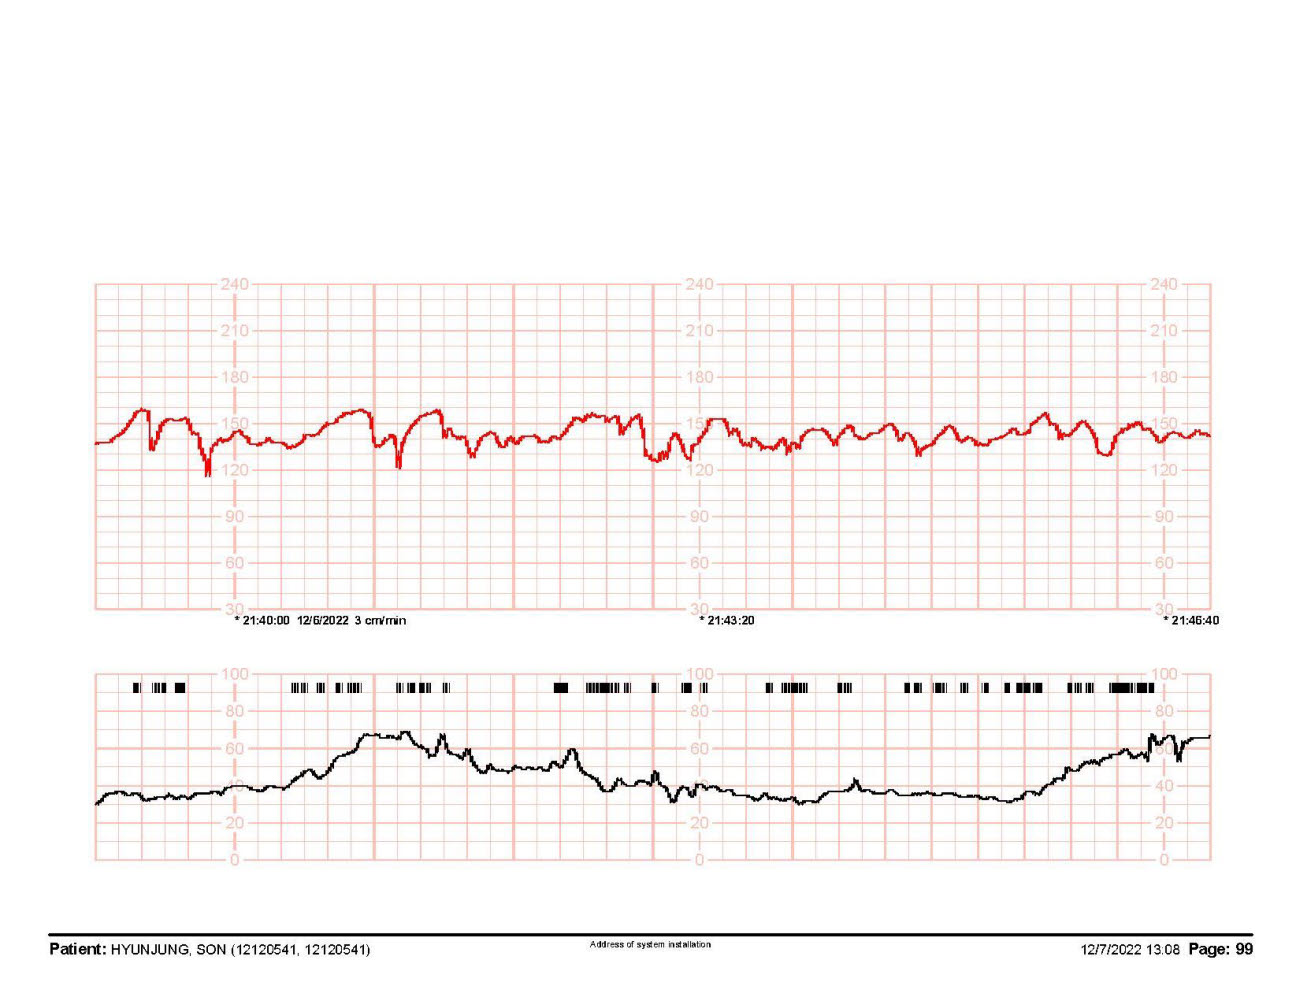 240 240 240
210 210 210
180 180 180
150 150 150
120 120 120
90 90 90
60 60 60
30 30 30
* 21:40:00 12/6/2022 3 cm/min * 21:43:20 * 21:46:40
100 100 100
80 80 80
60 60 60
40 40 40
20 20 20
0 0 0
Patient: HYUNJUNG, SON (12120541, 12120541) Address of system installation 12/7/2022 13:08 Page: 99